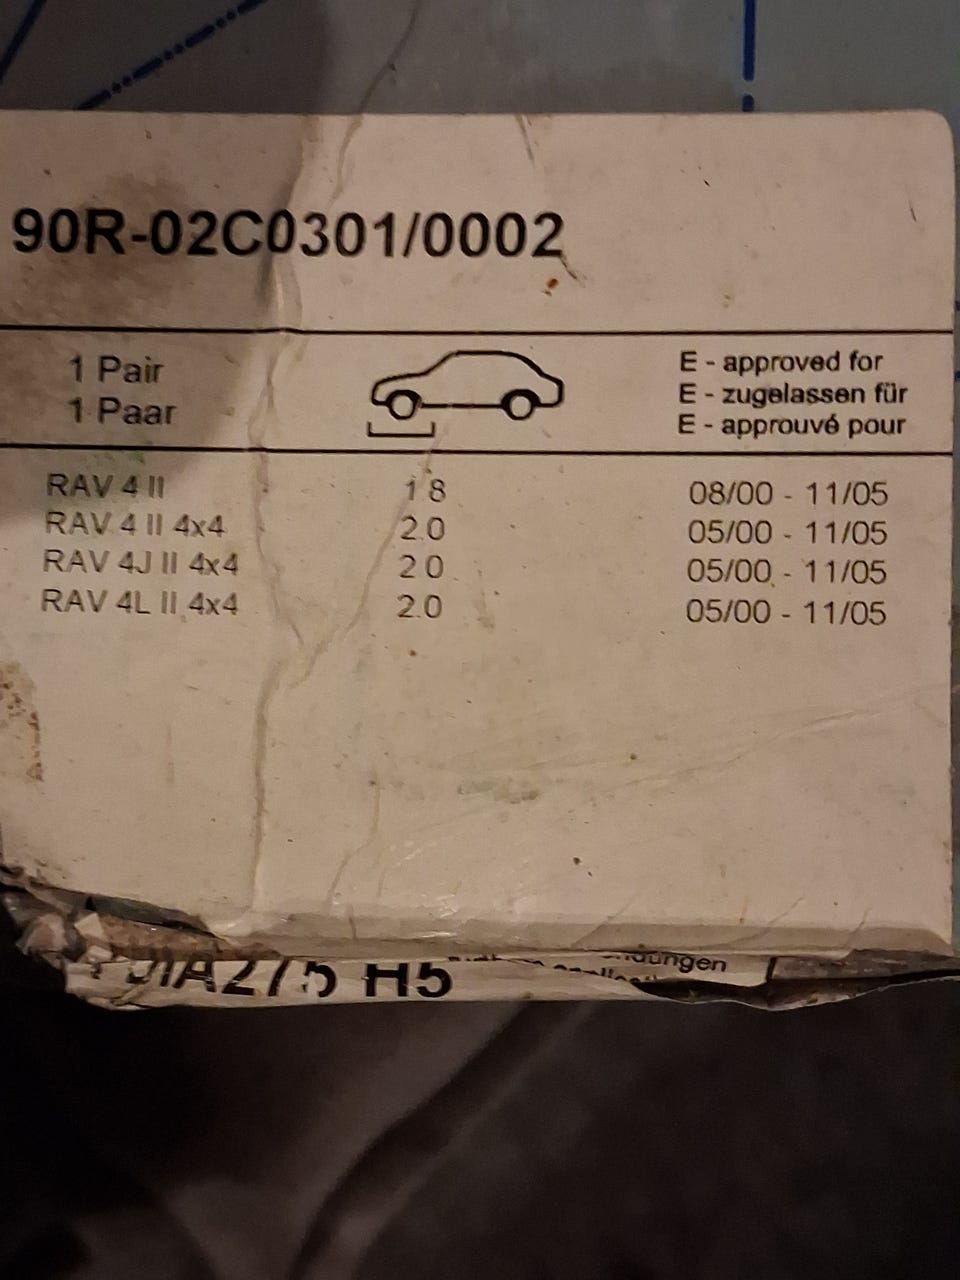 90R-02C0301/0002
1 Pair
1 Paar
E - approved for
E - zugelassen für
E - approuvé pour
RAV 4 II 1.8 08/00 - 11/05
RAV 4 II 4x4 2.0 05/00 - 11/05
RAV 4J II 4x4 2.0 05/00 - 11/05
RAV 4L II 4x4 2.0 05/00 - 11/05
H5